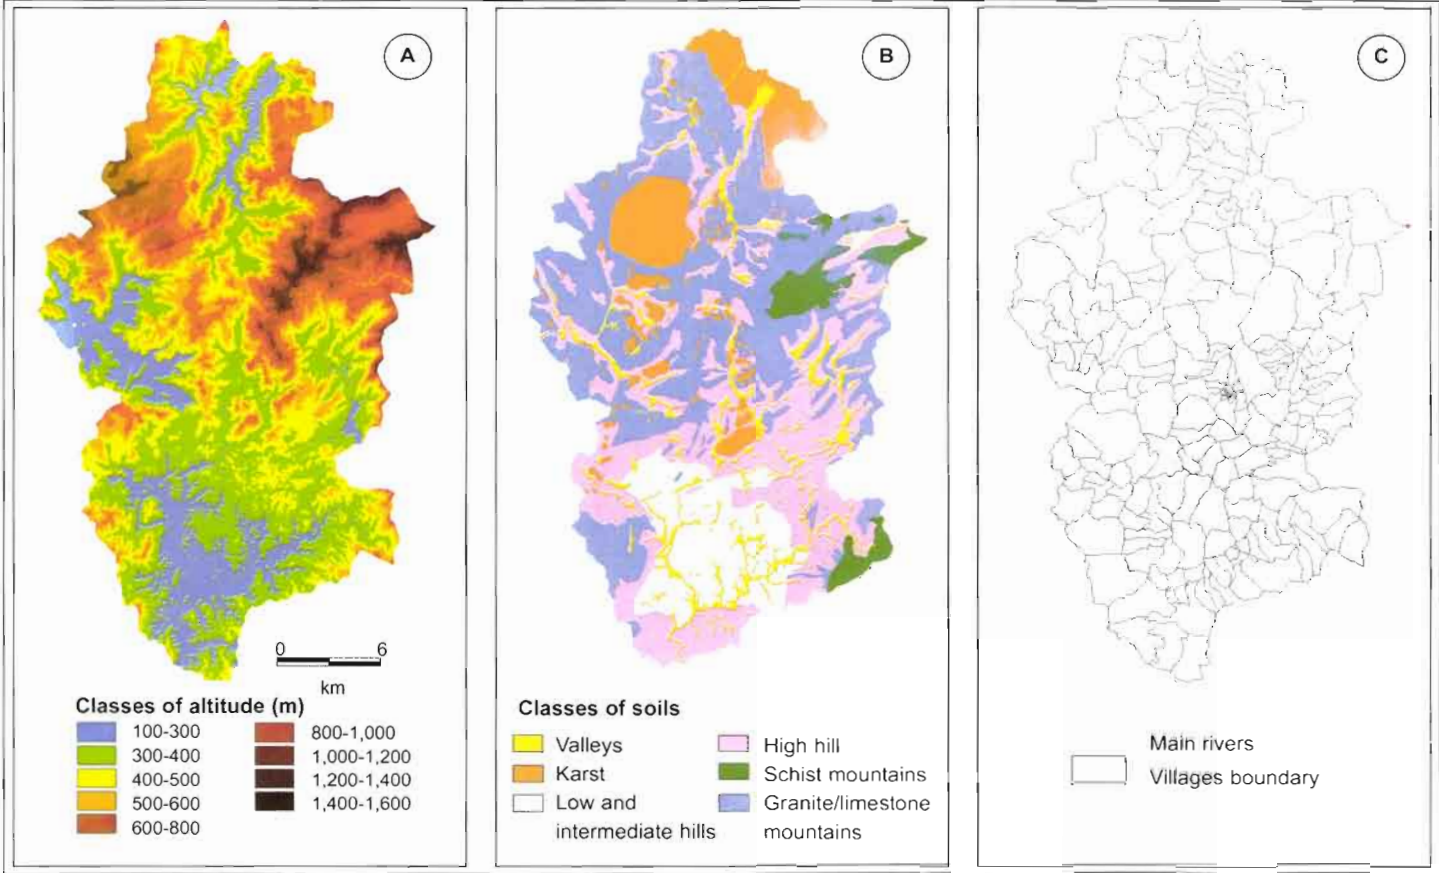 A
B
C
0 6
km
Classes of altitude (m)
100-300
300-400
400-500
500-600
600-800
800-1,000
1,000-1,200
1,200-1,400
1,400-1,600
Classes of soils
Valleys
Karst
Low and
intermediate hills
High hill
Schist mountains
Granite/limestone
mountains
Main rivers
Villages boundary